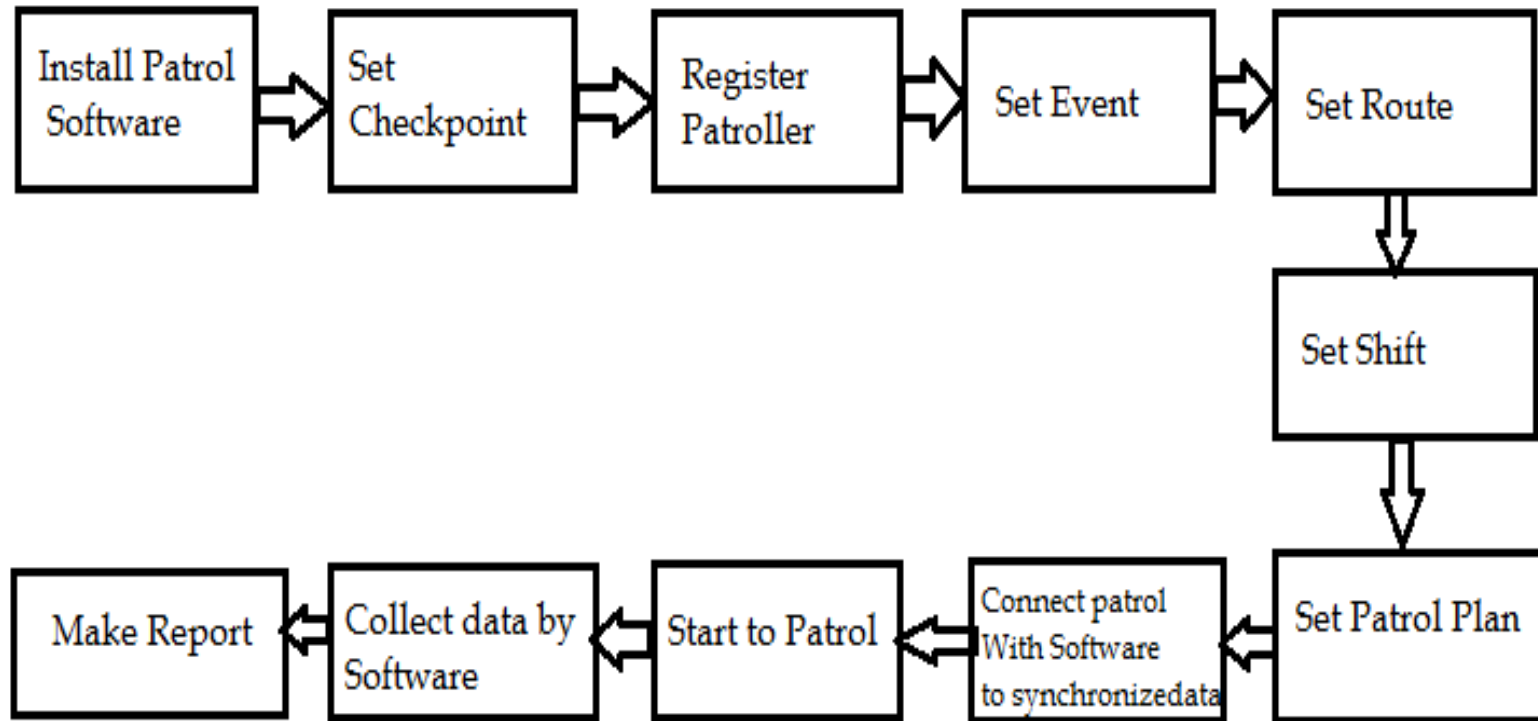 Install Patrol
Software
Set
Checkpoint
Register
Patroller
Set Event
Set Route
Set Shift
Set Patrol Plan
Connect patrol
With Software
to synchronizedata
Start to Patrol
Collect data by
Software
Make Report